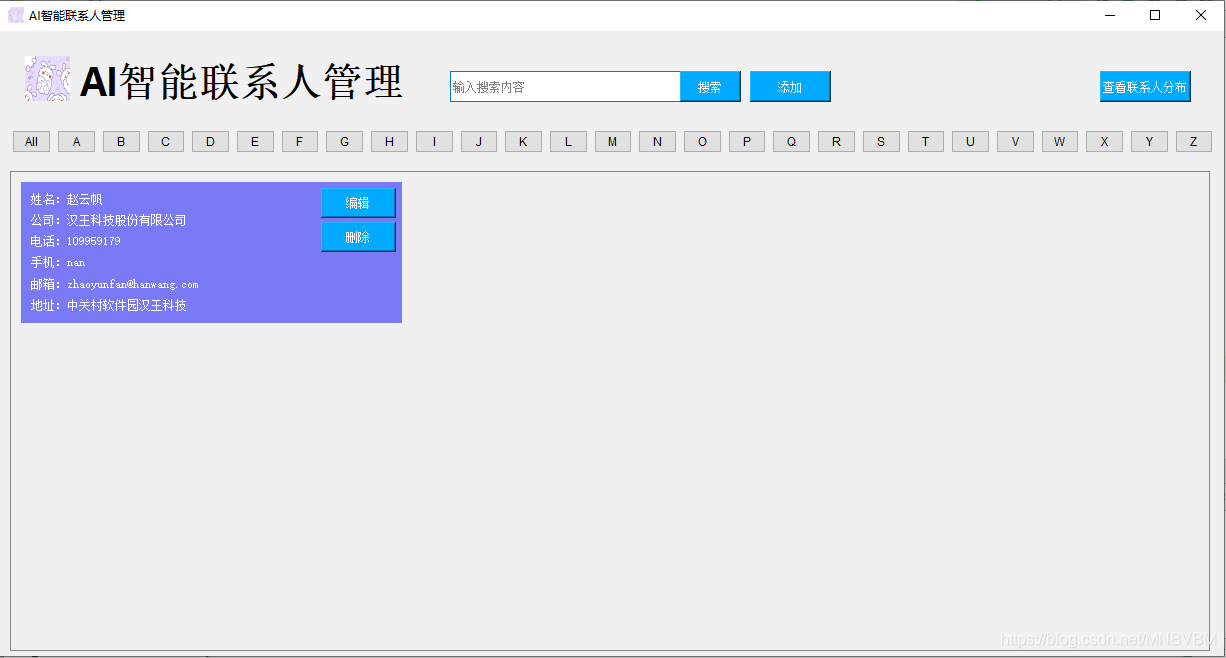 AI智能联系人管理
AI智能联系人管理
输入搜索内容 搜索 添加 查看联系人分布
All A B C D E F G H I J K L M N O P Q R S T U V W X Y Z
姓名：赵云帆 编辑
公司：汉王科技股份有限公司
电话：109959179 删除
手机：nan
邮箱：zhaoyunfan@hanwang.com
地址：中关村软件园汉王科技
https://blog.csdn.net/MNBVBM